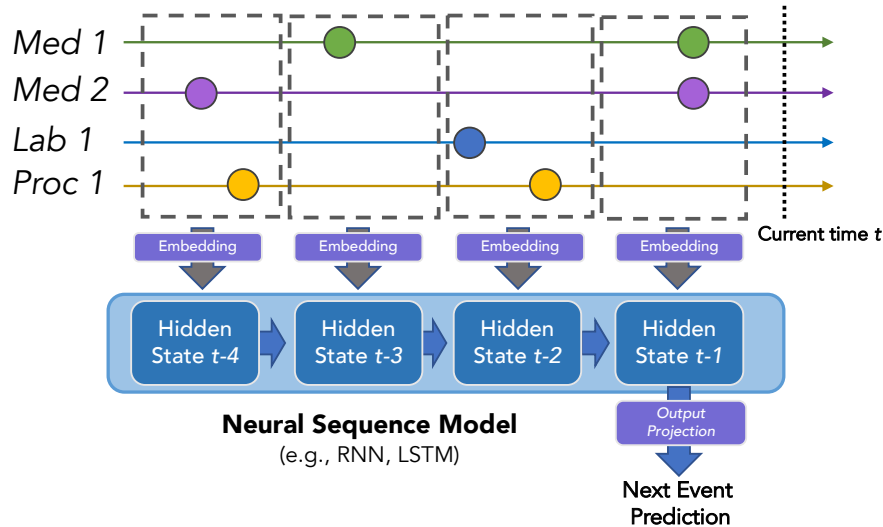 Med 1
Med 2
Lab 1
Proc 1
Current time t
Embedding
Embedding
Embedding
Embedding
Hidden
State t-4
Hidden
State t-3
Hidden
State t-2
Hidden
State t-1
Neural Sequence Model
(e.g., RNN, LSTM)
Output
Projection
Next Event
Prediction